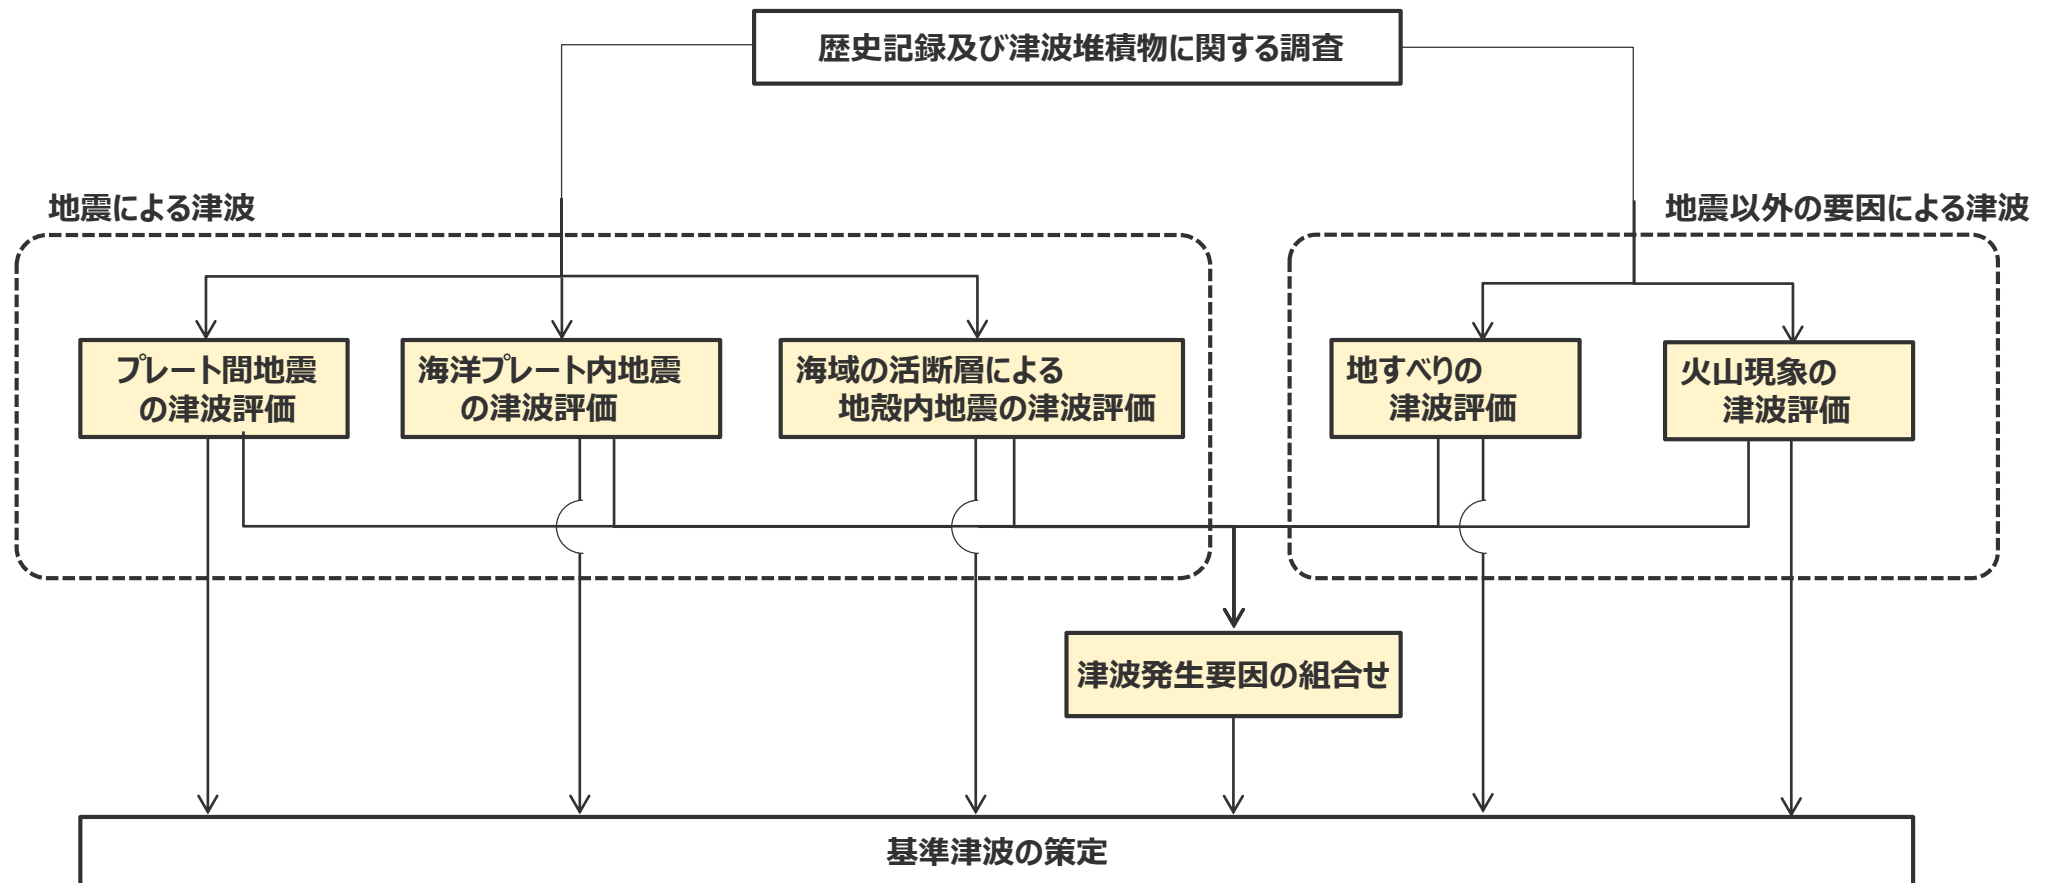 歴史記録及び津波堆積物に関する調査
地震による津波
地震以外の要因による津波
プレート間地震
の津波評価
海洋プレート内地震
の津波評価
海域の活断層による
地殻内地震の津波評価
地すべりの
津波評価
火山現象の
津波評価
津波発生要因の組合せ
基準津波の策定